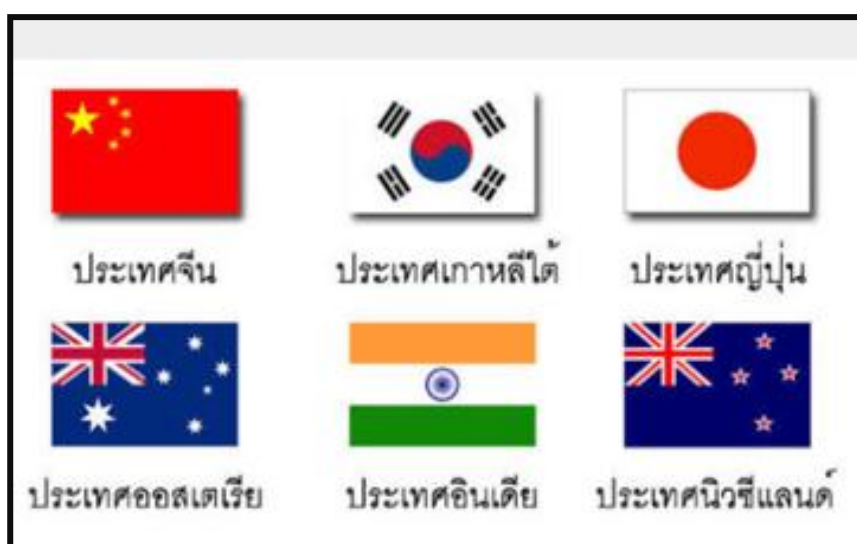 ประเทศจีน ประเทศเกาหลีใต้ ประเทศญี่ปุ่น
ประเทศออสเตเรีย ประเทศอินเดีย ประเทศนิวซีแลนด์